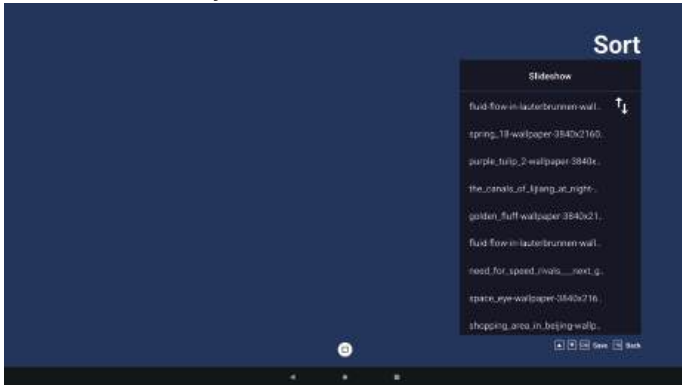 Sort
Slideshow
fluid-flow-in-lauterbrunnen-wall..
spring_18-wallpaper-3840x2160.
purple_tulip_2-wallpaper-3840x.
the_canals_of_lijiang_at_night-.
golden_fluff-wallpaper-3840x21..
fluid-flow-in-lauterbrunnen-wall..
need_for_speed_rivals___next_g..
space_eye-wallpaper-3840x216..
shopping_area_in_beijing-wallp..
Save Back